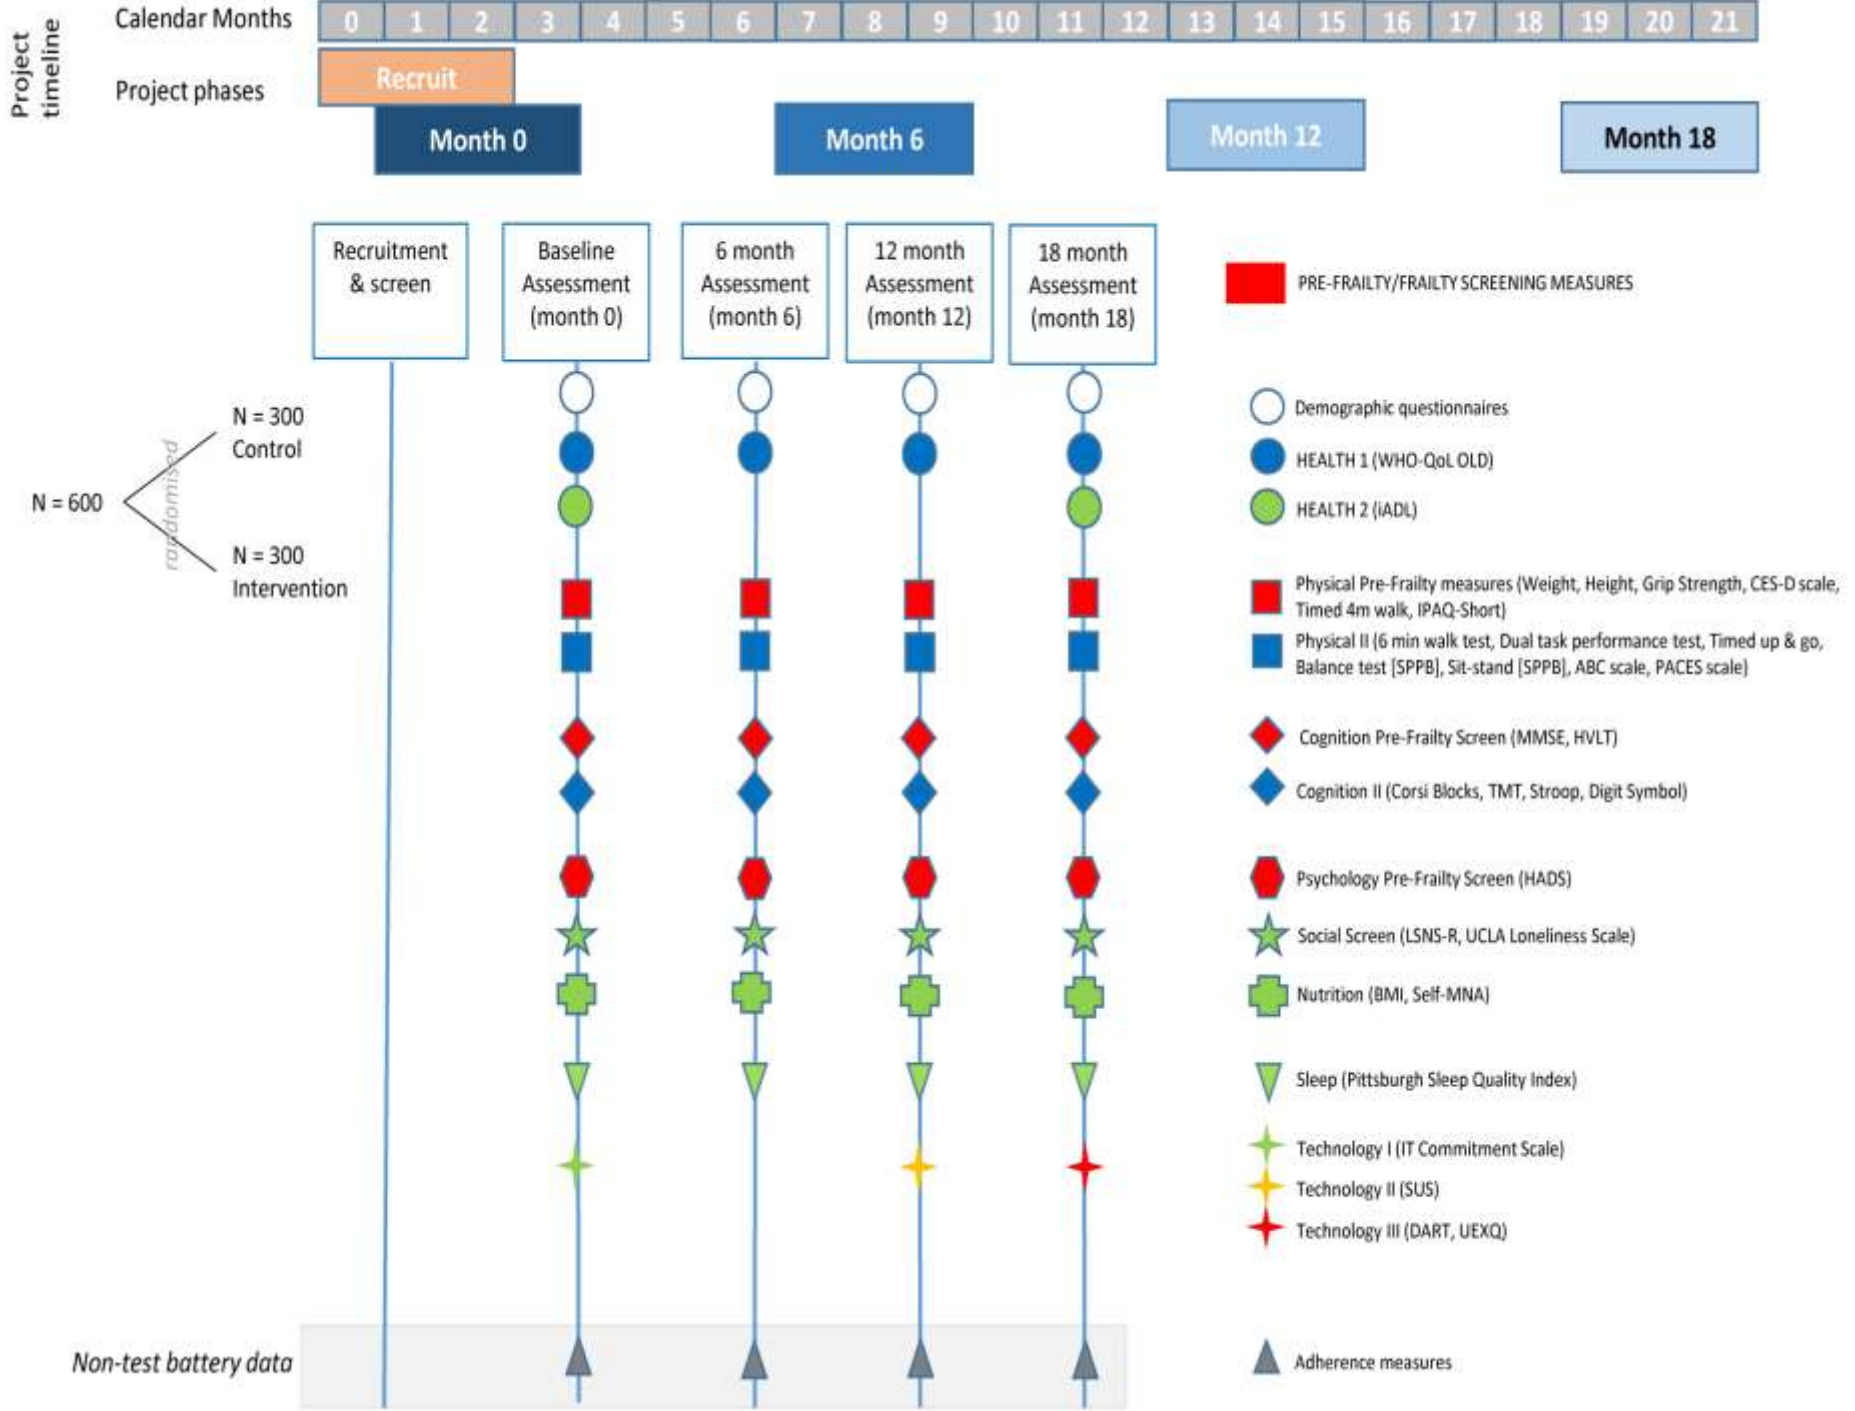 Project
timeline
Calendar Months
0 1 2 3 4 5 6 7 8 9 10 11 12 13 14 15 16 17 18 19 20 21
Project phases
Recruit
Month 0
Month 6
Month 12
Month 18
Recruitment
& screen
Baseline
Assessment
(month 0)
6 month
Assessment
(month 6)
12 month
Assessment
(month 12)
18 month
Assessment
(month 18)
PRE-FRAILTY/FRAILTY SCREENING MEASURES
N = 600
randomised
N = 300
Control
N = 300
Intervention
Demographic questionnaires
HEALTH 1 (WHO-QoL OLD)
HEALTH 2 (iADL)
Physical Pre-Frailty measures (Weight, Height, Grip Strength, CES-D scale,
Timed 4m walk, IPAQ-Short)
Physical II (6 min walk test, Dual task performance test, Timed up & go,
Balance test [SPPB], Sit-stand [SPPB], ABC scale, PACES scale)
Cognition Pre-Frailty Screen (MMSE, HVLT)
Cognition II (Corsi Blocks, TMT, Stroop, Digit Symbol)
Psychology Pre-Frailty Screen (HADS)
Social Screen (LSNS-R, UCLA Loneliness Scale)
Nutrition (BMI, Self-MNA)
Sleep (Pittsburgh Sleep Quality Index)
Technology I (IT Commitment Scale)
Technology II (SUS)
Technology III (DART, UEXQ)
Non-test battery data
Adherence measures